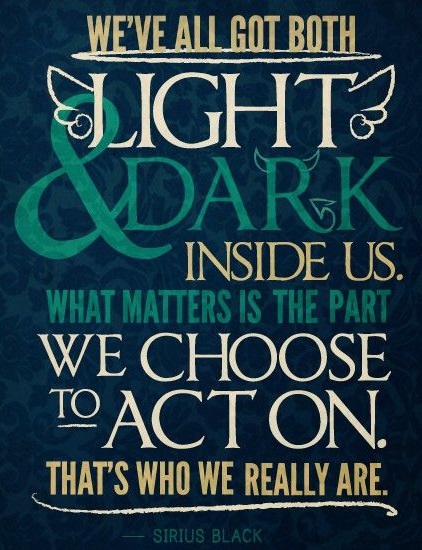 WE'VE ALL GOT BOTH
LIGHT
& DARK
INSIDE US.
WHAT MATTERS IS THE PART
WE CHOOSE
TO ACT ON.
THAT'S WHO WE REALLY ARE.
— SIRIUS BLACK